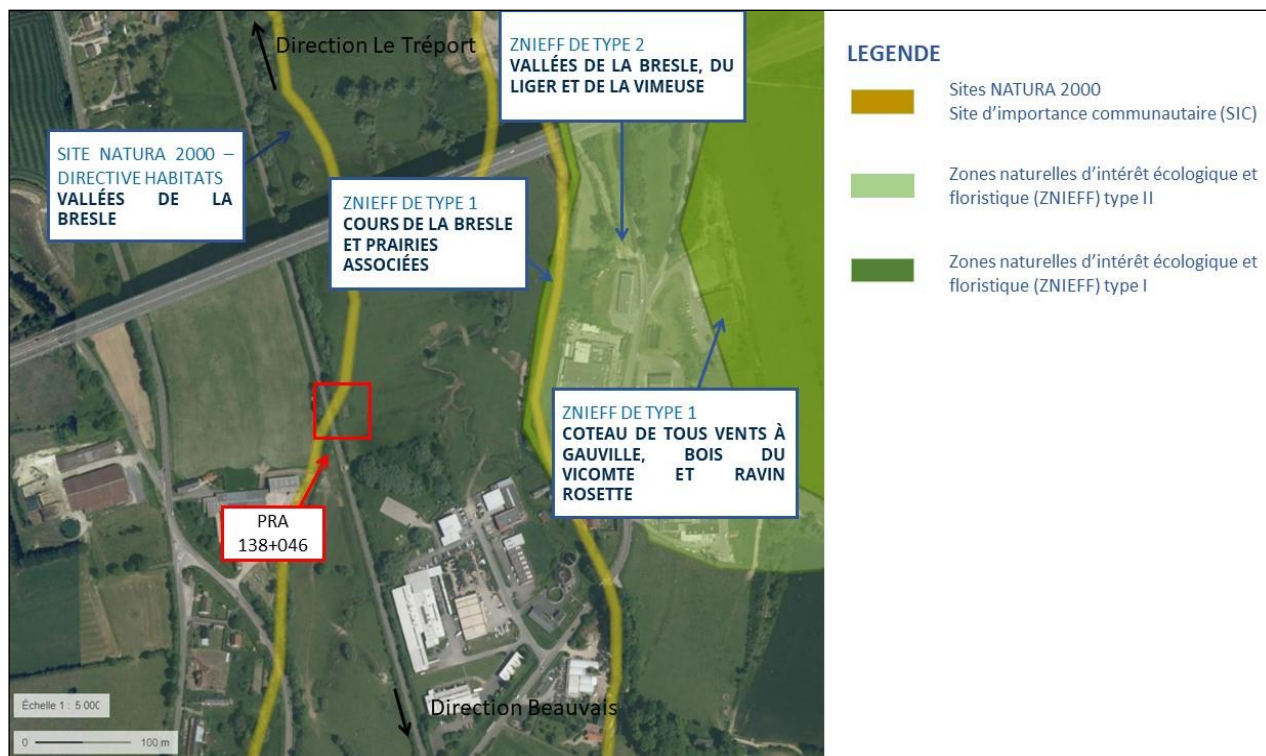 Direction Le Tréport
ZNIEFF DE TYPE 2
VALLÉES DE LA BRESLE, DU
LIGER ET DE LA VIMEUSE
SITE NATURA 2000 –
DIRECTIVE HABITATS
VALLÉES DE LA
BRESLE
ZNIEFF DE TYPE 1
COURS DE LA BRESLE
ET PRAIRIES
ASSOCIÉES
ZNIEFF DE TYPE 1
COTEAU DE TOUS VENTS À
GAUVILLE, BOIS DU
VICOMTE ET RAVIN
ROSETTE
PRA
138+046
Direction Beauvais
Échelle 1 : 5 000
0 100 m
LEGENDE
Sites NATURA 2000
Site d'importance communautaire (SIC)
Zones naturelles d'intérêt écologique et
floristique (ZNIEFF) type II
Zones naturelles d'intérêt écologique et
floristique (ZNIEFF) type I